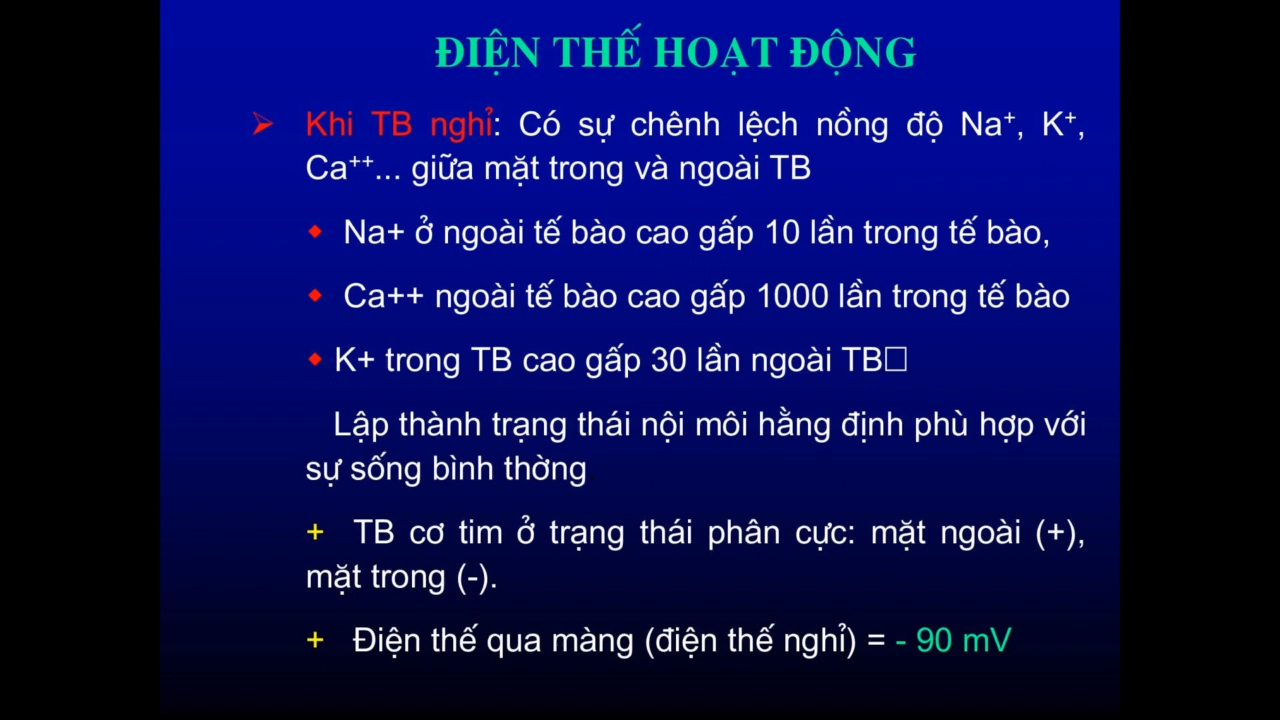 ĐIỆN THẾ HOẠT ĐỘNG
➢ Khi TB nghỉ: Có sự chênh lệch nồng độ Na⁺, K⁺,
Ca⁺⁺... giữa mặt trong và ngoài TB
◆ Na+ ở ngoài tế bào cao gấp 10 lần trong tế bào,
◆ Ca++ ngoài tế bào cao gấp 1000 lần trong tế bào
◆ K+ trong TB cao gấp 30 lần ngoài TB□
Lập thành trạng thái nội môi hằng định phù hợp với
sự sống bình thờng.
+ TB cơ tim ở trạng thái phân cực: mặt ngoài (+),
mặt trong (-).
+ Điện thế qua màng (điện thế nghỉ) = - 90 mV